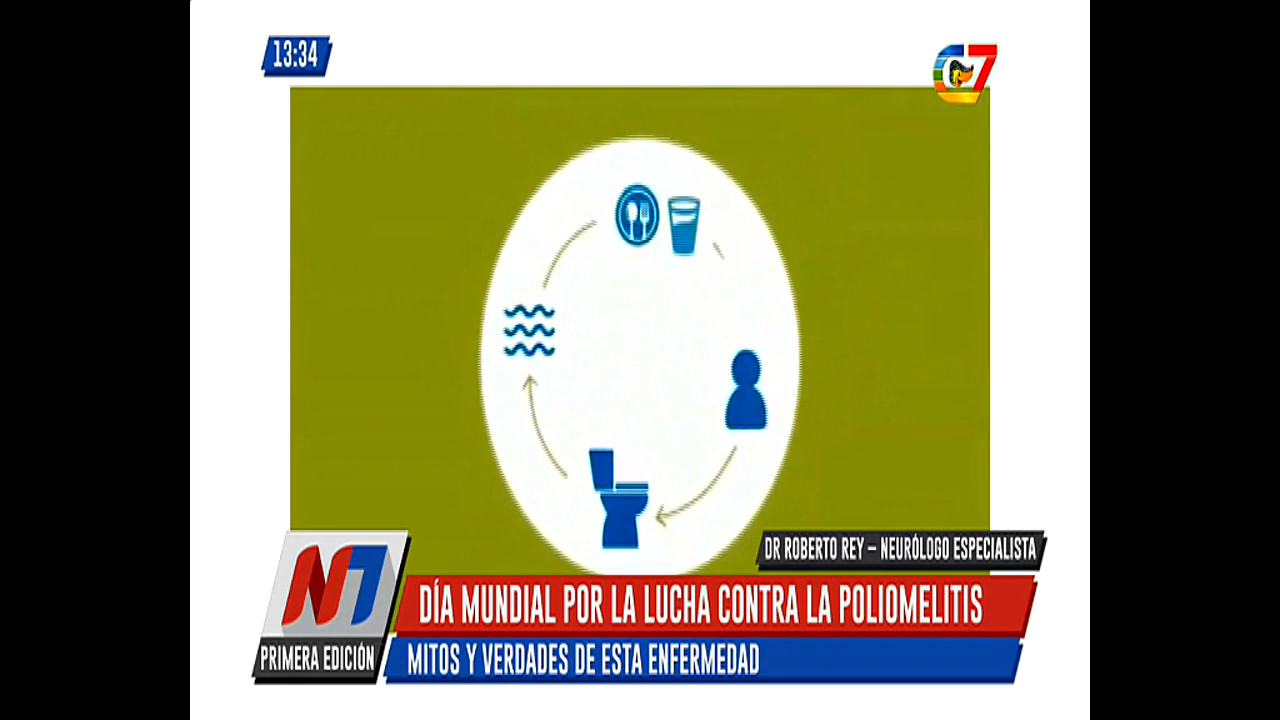 13:34
C7
DR ROBERTO REY – NEURÓLOGO ESPECIALISTA
N7
DÍA MUNDIAL POR LA LUCHA CONTRA LA POLIOMELITIS
PRIMERA EDICIÓN
MITOS Y VERDADES DE ESTA ENFERMEDAD